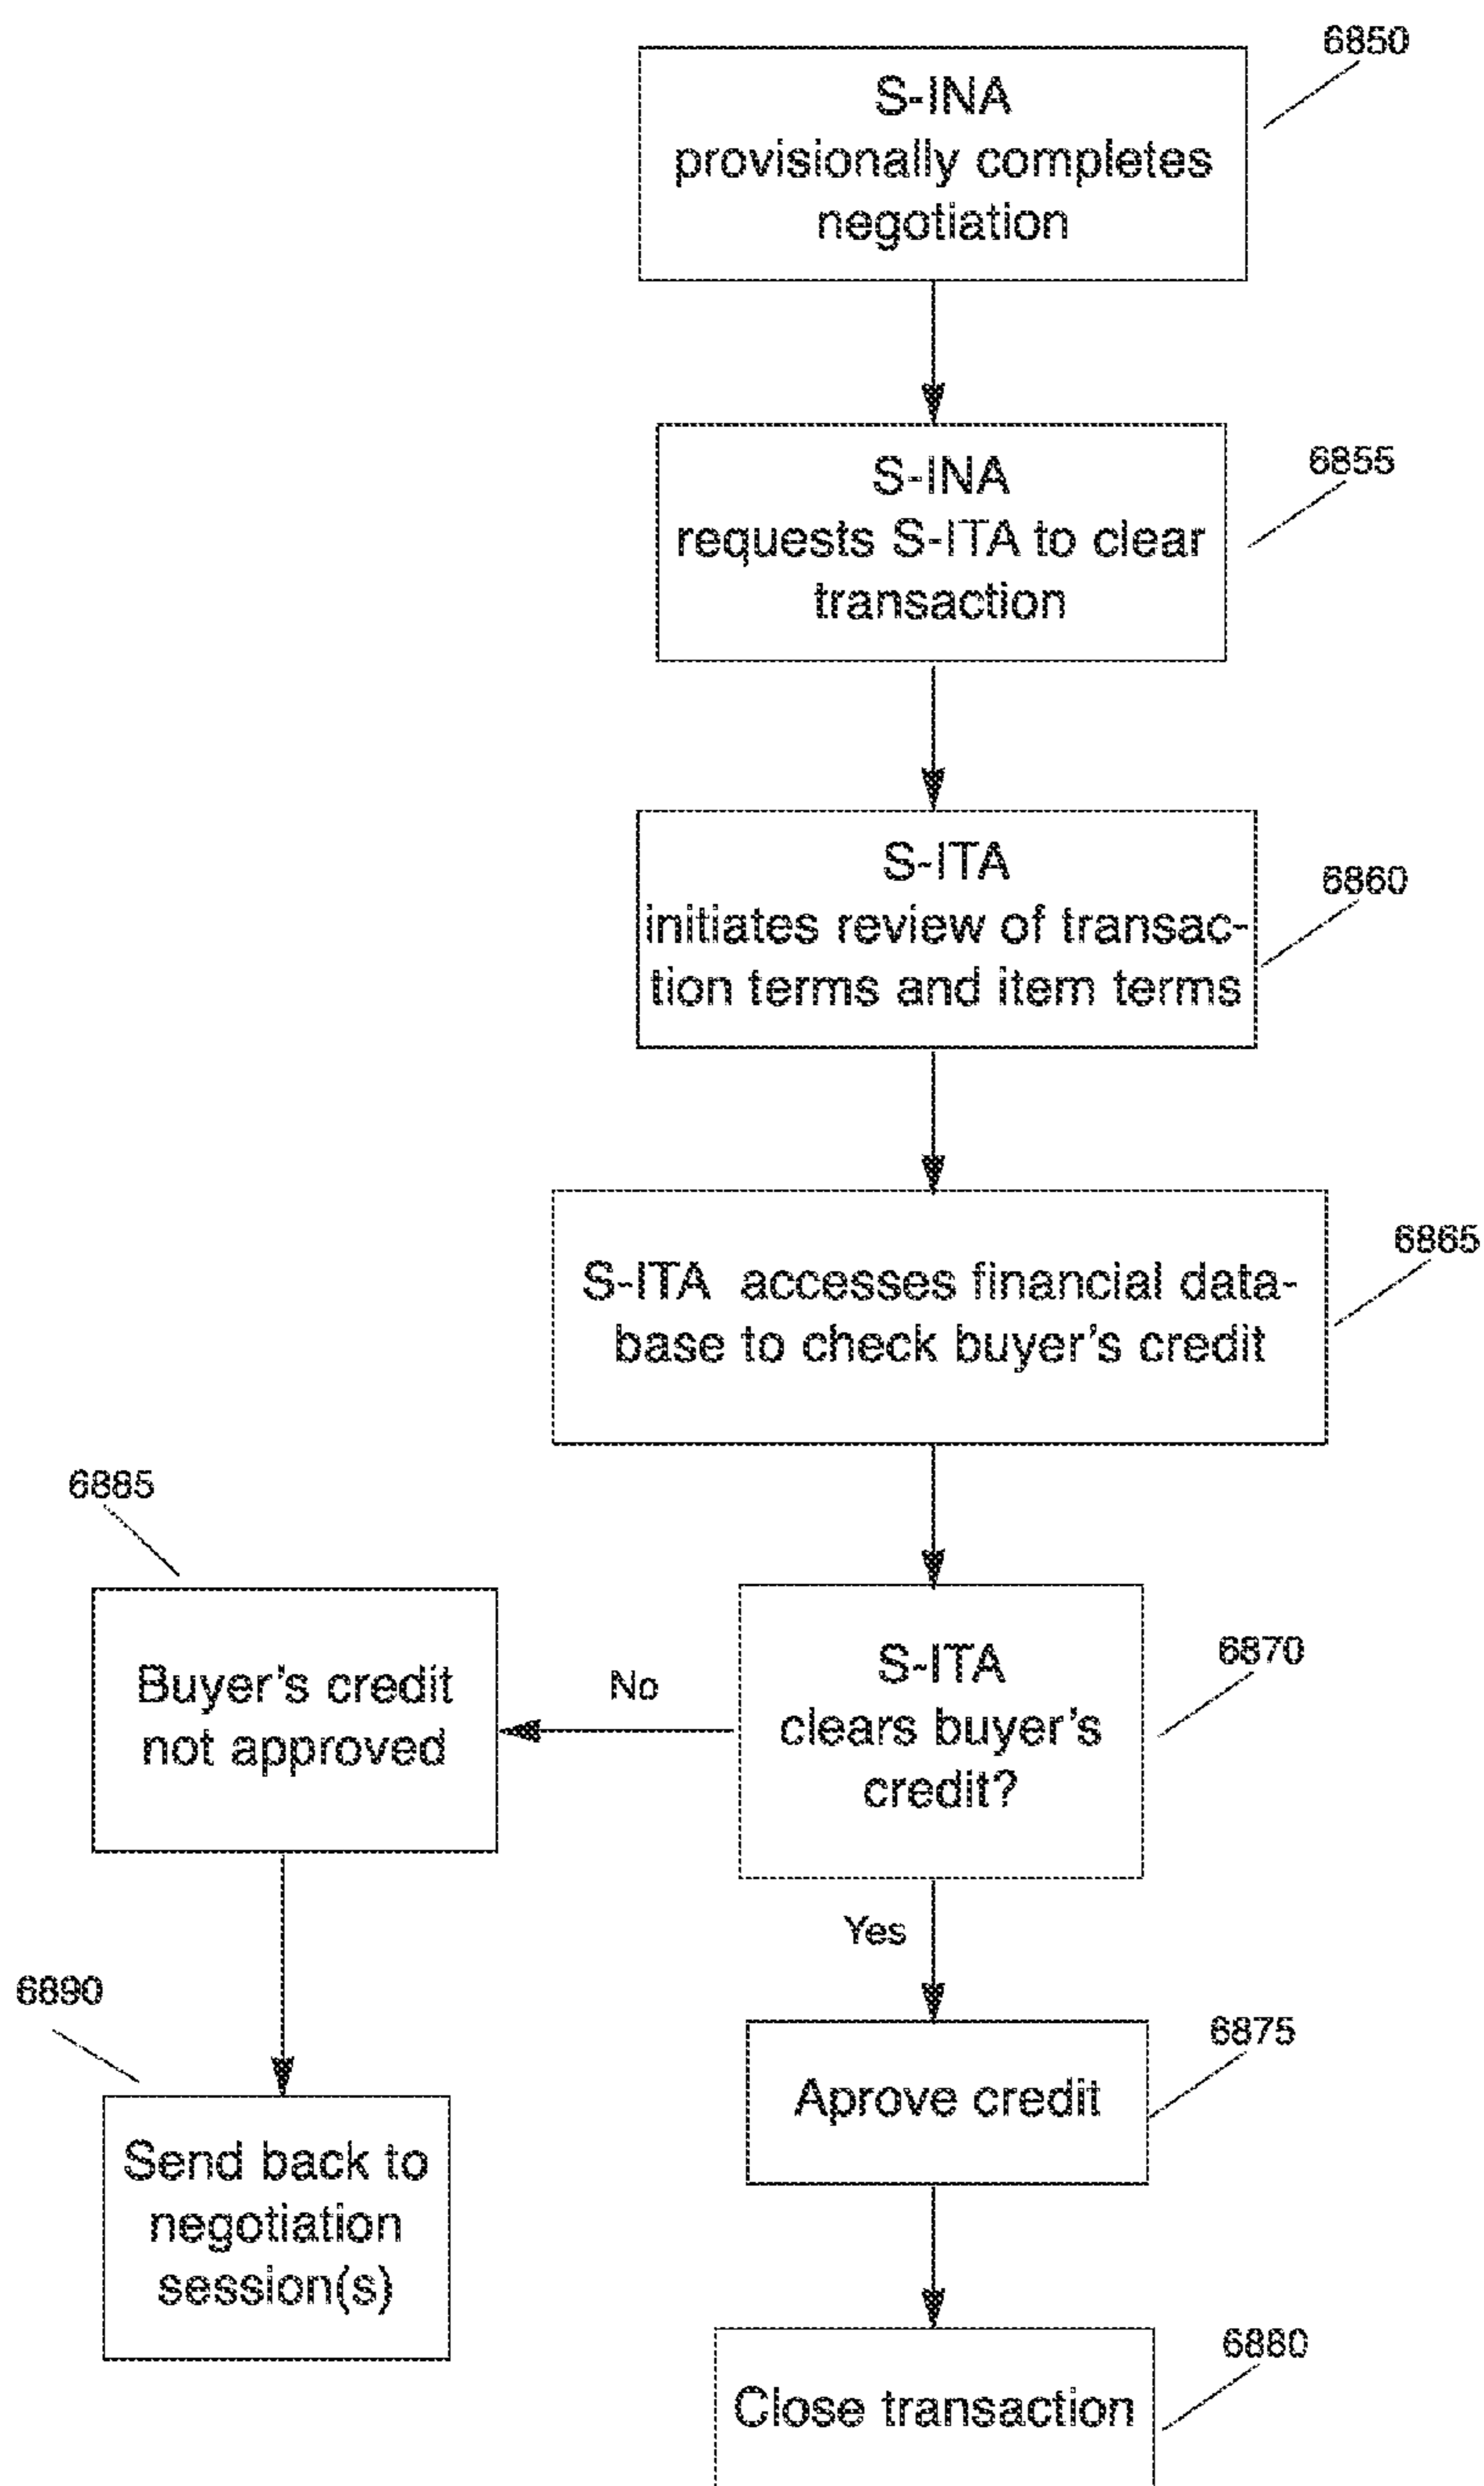 6850
S-INA
provisionally completes
negotiation
6855
S-INA
requests S-ITA to clear
transaction
6860
S-ITA
initiates review of transac-
tion terms and item terms
6865
S-ITA accesses financial data-
base to check buyer's credit
6885
Buyer's credit
not approved
No
6870
S-ITA
clears buyer's
credit?
Yes
6890
Send back to
negotiation
session(s)
6875
Aprove credit
6880
Close transaction